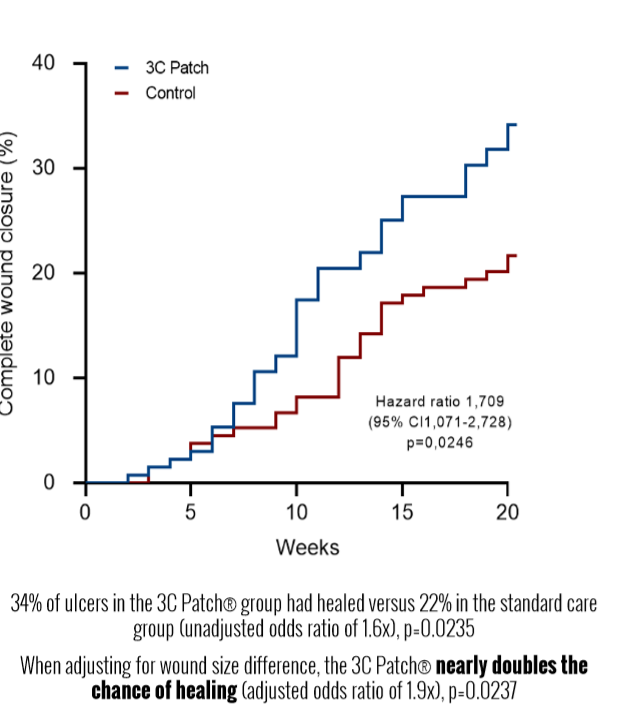 40
30
20
10
0
Complete wound closure (%)
3C Patch
Control
Hazard ratio 1,709
(95% CI1,071-2,728)
p=0,0246
0 5 10 15 20
Weeks
34% of ulcers in the 3C Patch® group had healed versus 22% in the standard care
group (unadjusted odds ratio of 1.6x), p=0.0235
When adjusting for wound size difference, the 3C Patch® nearly doubles the
chance of healing (adjusted odds ratio of 1.9x), p=0.0237